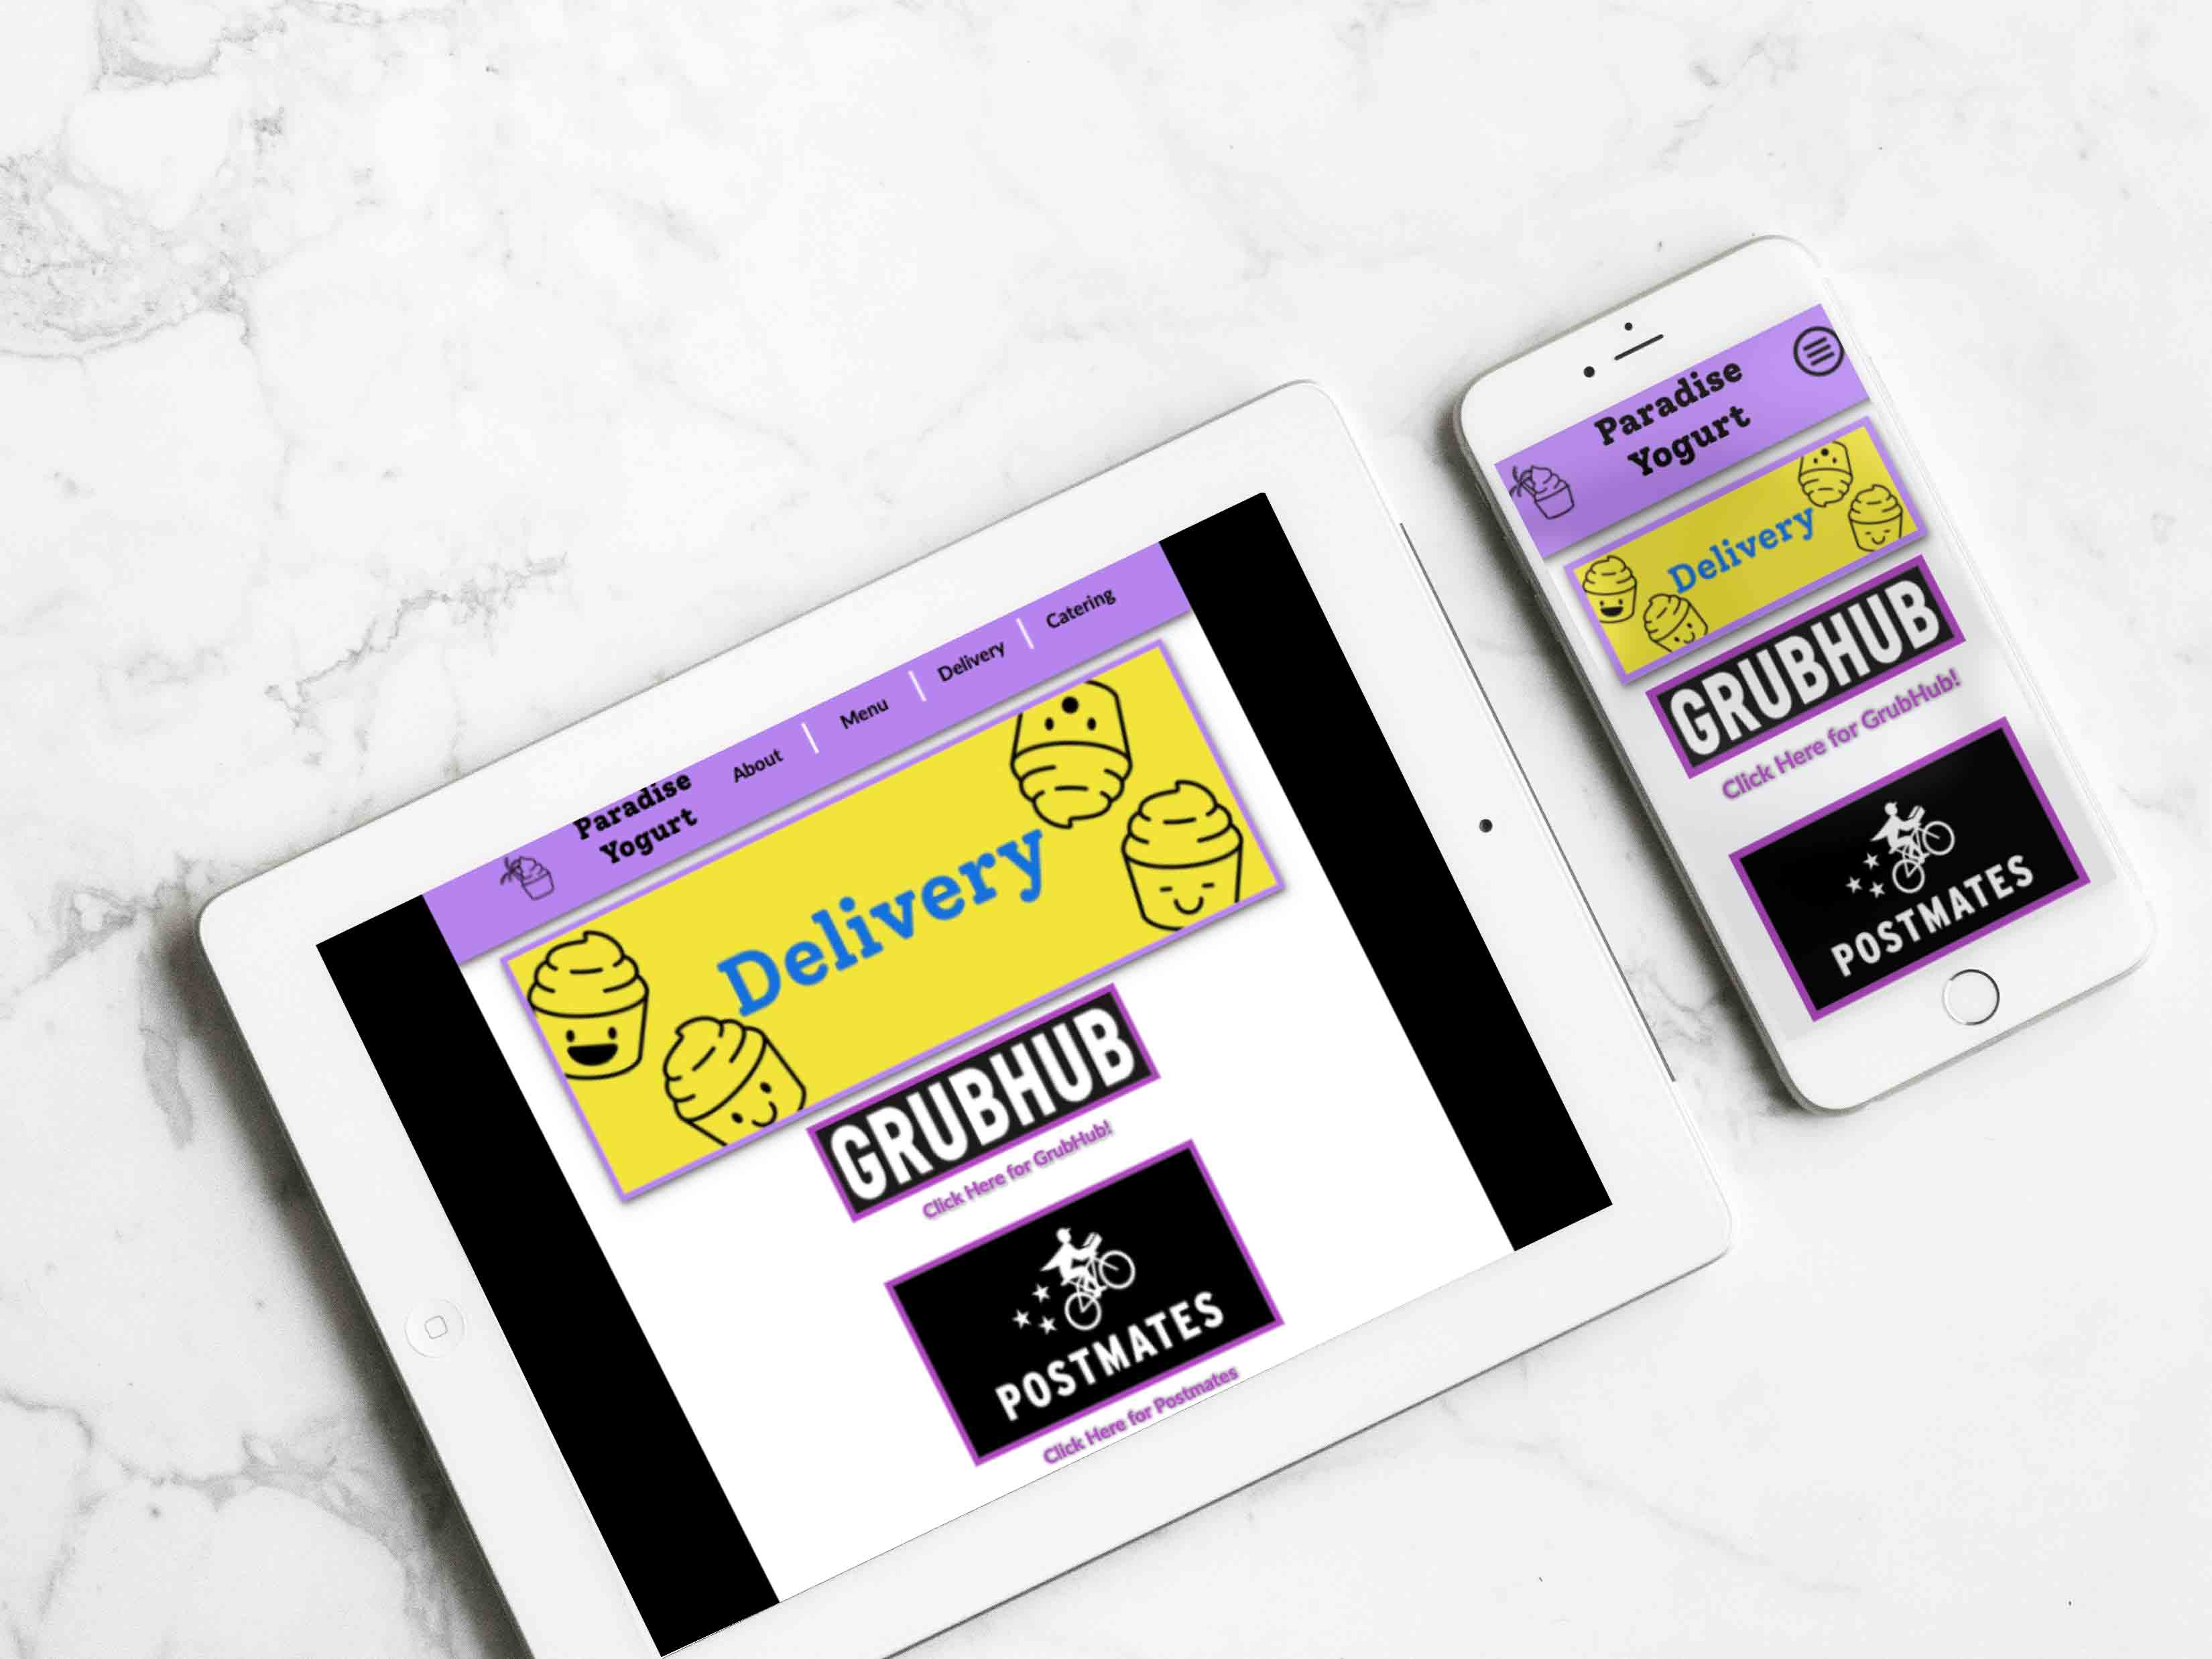 Paradise
Yogurt
About
Menu
Delivery
Catering
Delivery
GRUBHUB
Click Here for GrubHub!
POSTMATES
Click Here for Postmates
Paradise
Yogurt
Delivery
GRUBHUB
Click Here for GrubHub!
POSTMATES